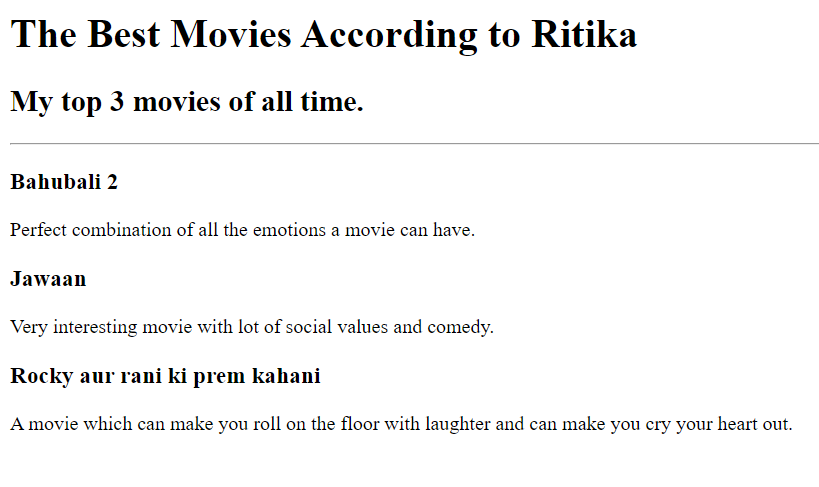 The Best Movies According to Ritika
My top 3 movies of all time.
Bahubali 2
Perfect combination of all the emotions a movie can have.
Jawaan
Very interesting movie with lot of social values and comedy.
Rocky aur rani ki prem kahani
A movie which can make you roll on the floor with laughter and can make you cry your heart out.